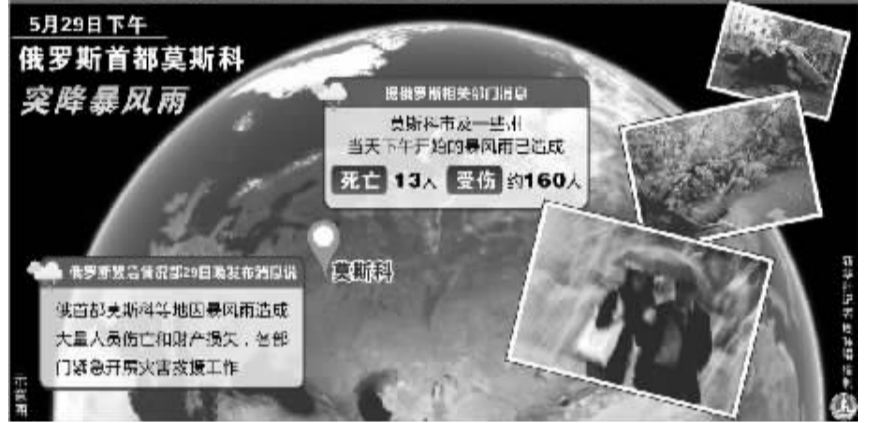 5月29日下午
俄罗斯首都莫斯科
突降暴风雨
据俄罗斯相关部门消息
莫斯科市及一些州
当天下午开始的暴风雨已造成
死亡 13人 受伤 约160人
莫斯科
俄罗斯紧急情况部29日晚发布消息说
俄首都莫斯科等地因暴风雨造成
大量人员伤亡和财产损失，各部
门紧急开展灾害救援工作
示意图